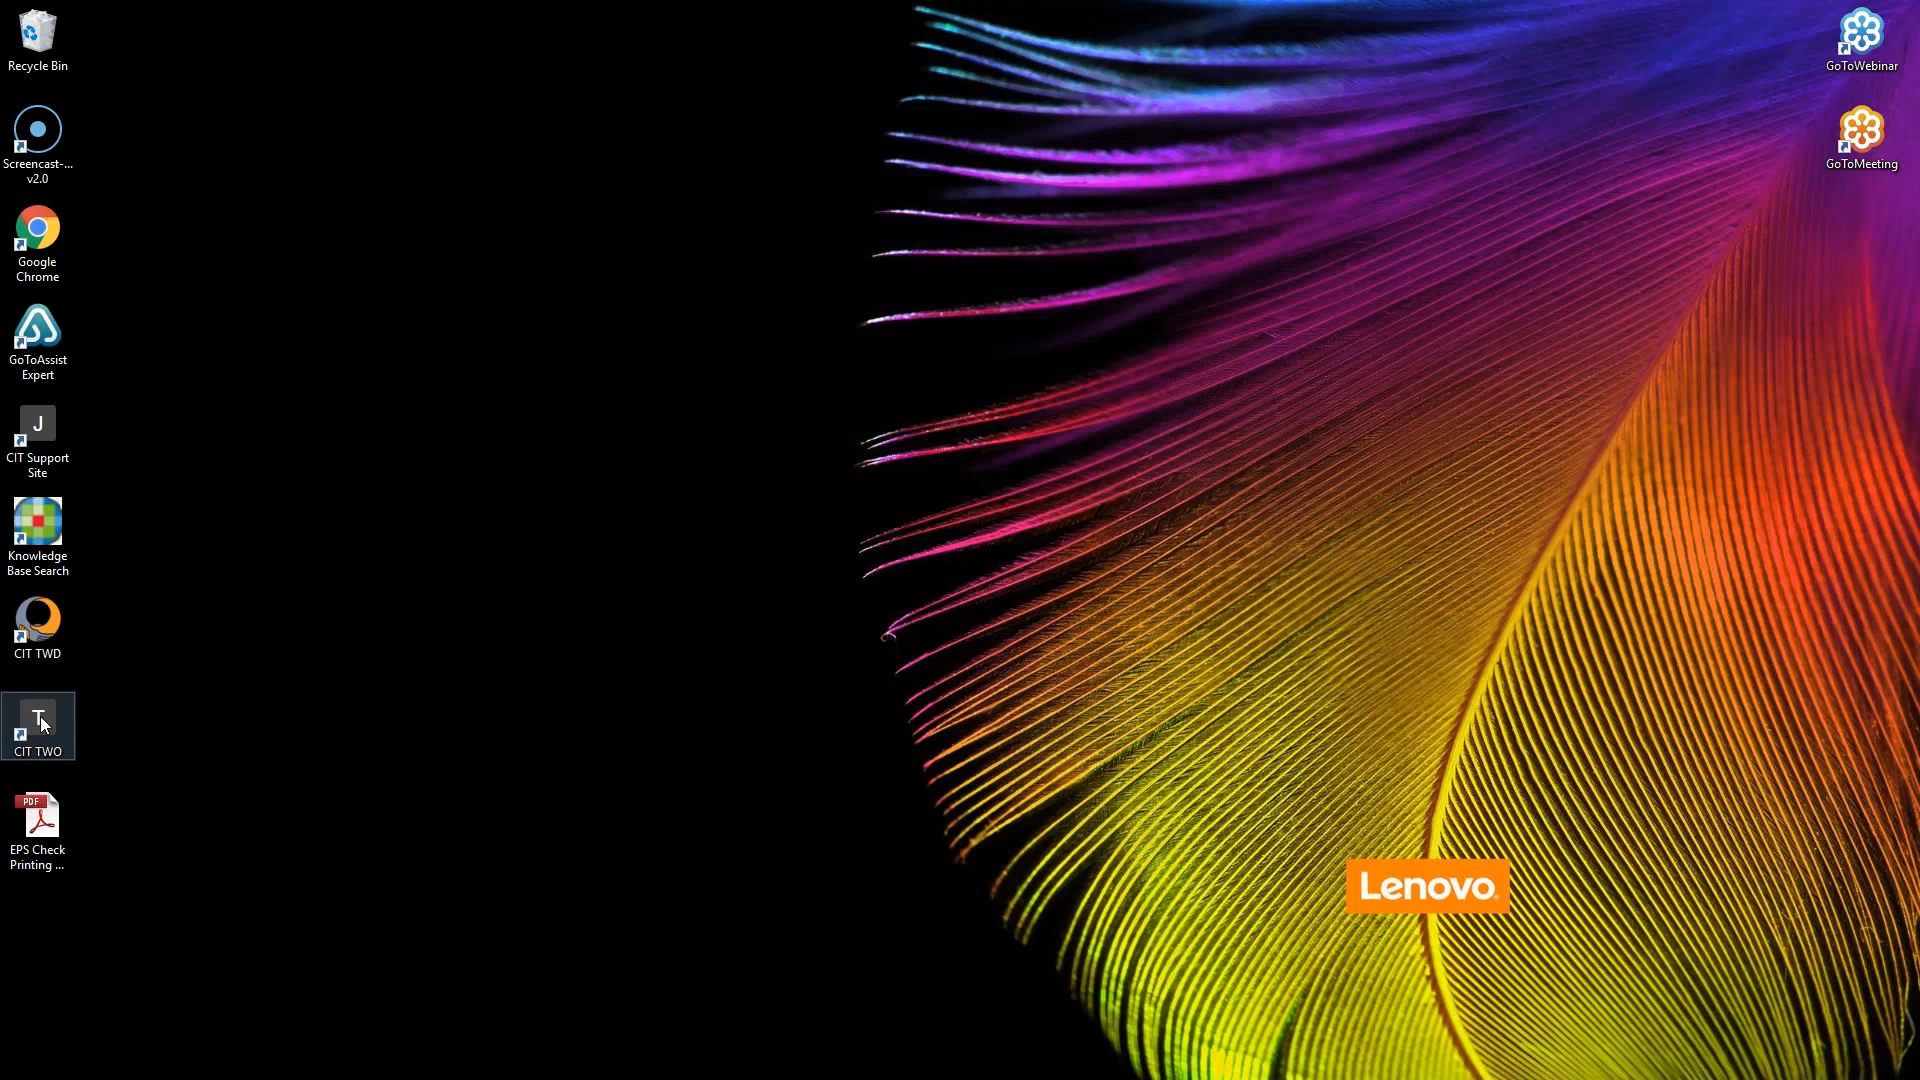 Recycle Bin
Screencast-...
v2.0
Google
Chrome
GoToAssist
Expert
J
CIT Support
Site
Knowledge
Base Search
CIT TWD
T
CIT TWO
PDF
EPS Check
Printing ...
GoToWebinar
GoToMeeting
Lenovo